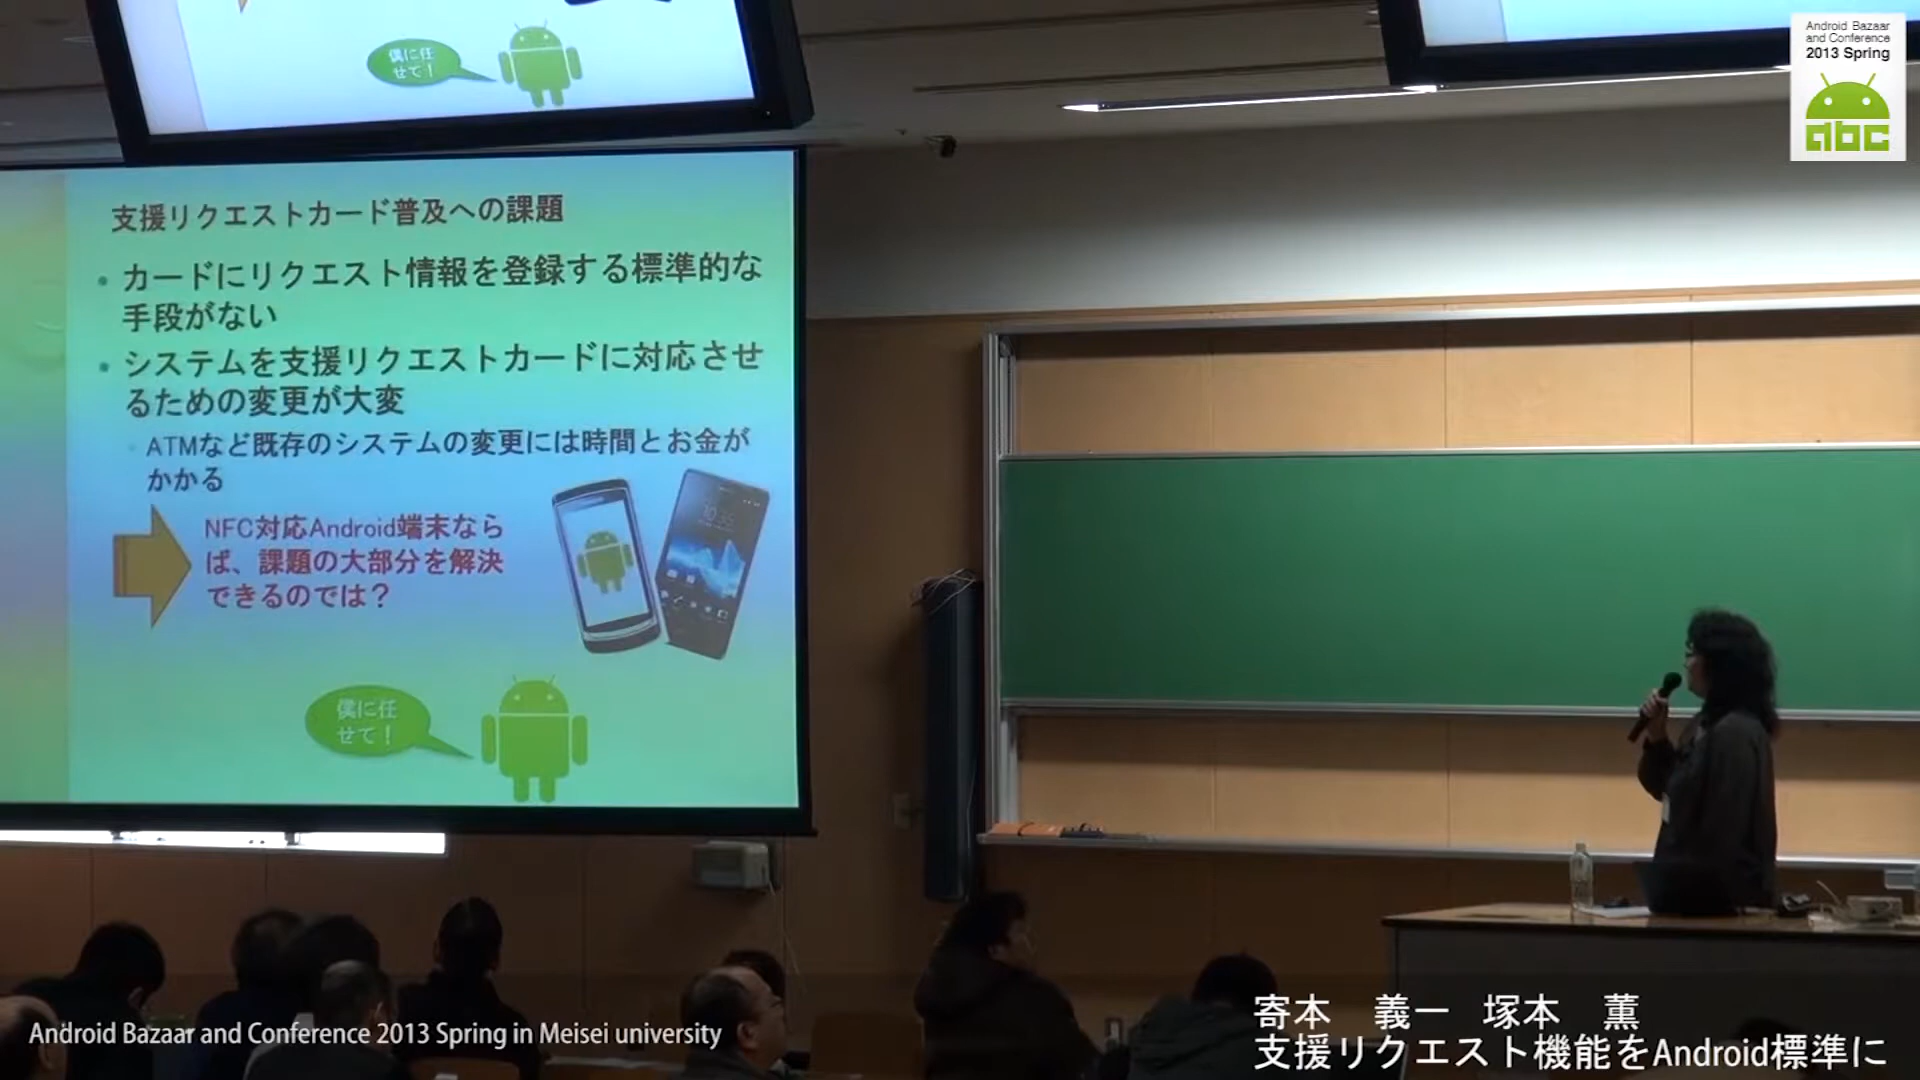 僕に任
せて！
Android Bazaar
and Conference
2013 Spring
abc
支援リクエストカード普及への課題
• カードにリクエスト情報を登録する標準的な
手段がない
• システムを支援リクエストカードに対応させ
るための変更が大変
ATMなど既存のシステムの変更には時間とお金が
かかる
NFC対応Android端末なら
ば、課題の大部分を解決
できるのでは？
僕に任
せて！
Android Bazaar and Conference 2013 Spring in Meisei university
寄本　義一　塚本　薫
支援リクエスト機能をAndroid標準に